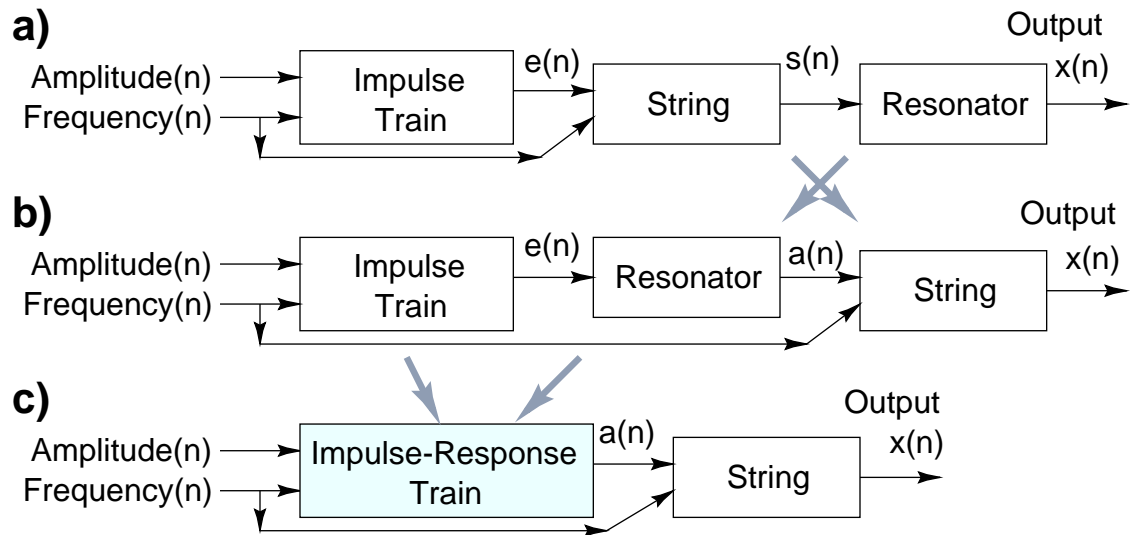 a)
Output
Amplitude(n)
Frequency(n)
Impulse
Train
e(n)
String
s(n)
Resonator
x(n)
b)
Output
Amplitude(n)
Frequency(n)
Impulse
Train
e(n)
Resonator
a(n)
String
x(n)
c)
Output
Amplitude(n)
Frequency(n)
Impulse-Response
Train
a(n)
String
x(n)